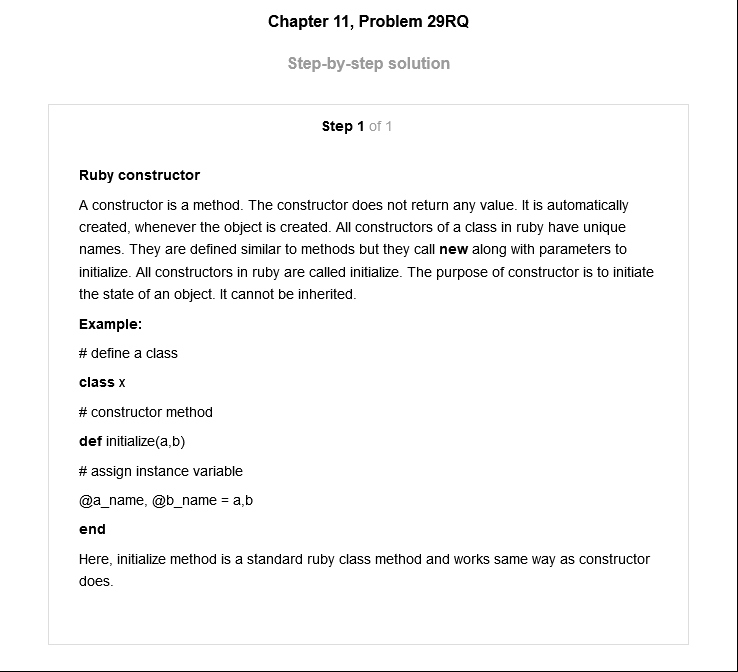 Chapter 11, Problem 29RQ
Step-by-step solution
Step 1 of 1
Ruby constructor
A constructor is a method. The constructor does not return any value. It is automatically
created, whenever the object is created. All constructors of a class in ruby have unique
names. They are defined similar to methods but they call new along with parameters to
initialize. All constructors in ruby are called initialize. The purpose of constructor is to initiate
the state of an object. It cannot be inherited.
Example:
# define a class
class x
# constructor method
def initialize(a,b)
# assign instance variable
@a_name, @b_name = a,b
end
Here, initialize method is a standard ruby class method and works same way as constructor
does.